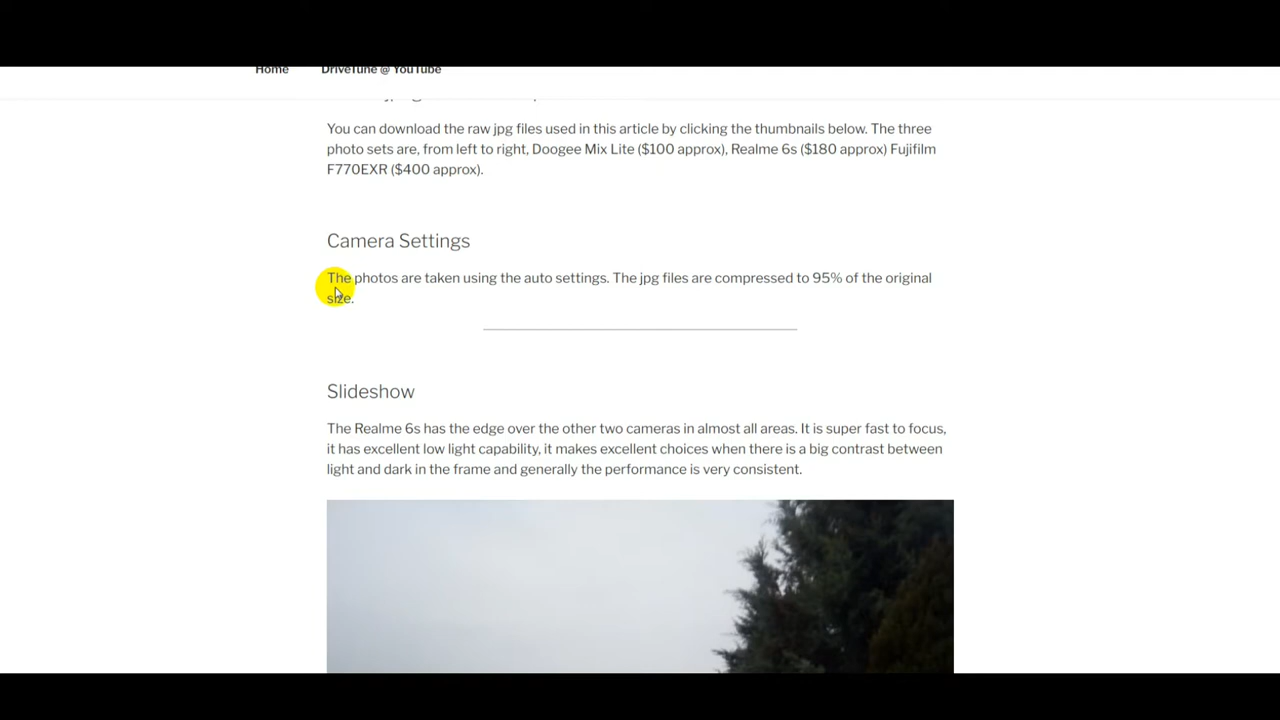 Home DriveTune @ YouTube
You can download the raw jpg files used in this article by clicking the thumbnails below. The three
photo sets are, from left to right, Doogee Mix Lite ($100 approx), Realme 6s ($180 approx) Fujifilm
F770EXR ($400 approx).
Camera Settings
The photos are taken using the auto settings. The jpg files are compressed to 95% of the original
size.
Slideshow
The Realme 6s has the edge over the other two cameras in almost all areas. It is super fast to focus,
it has excellent low light capability, it makes excellent choices when there is a big contrast between
light and dark in the frame and generally the performance is very consistent.